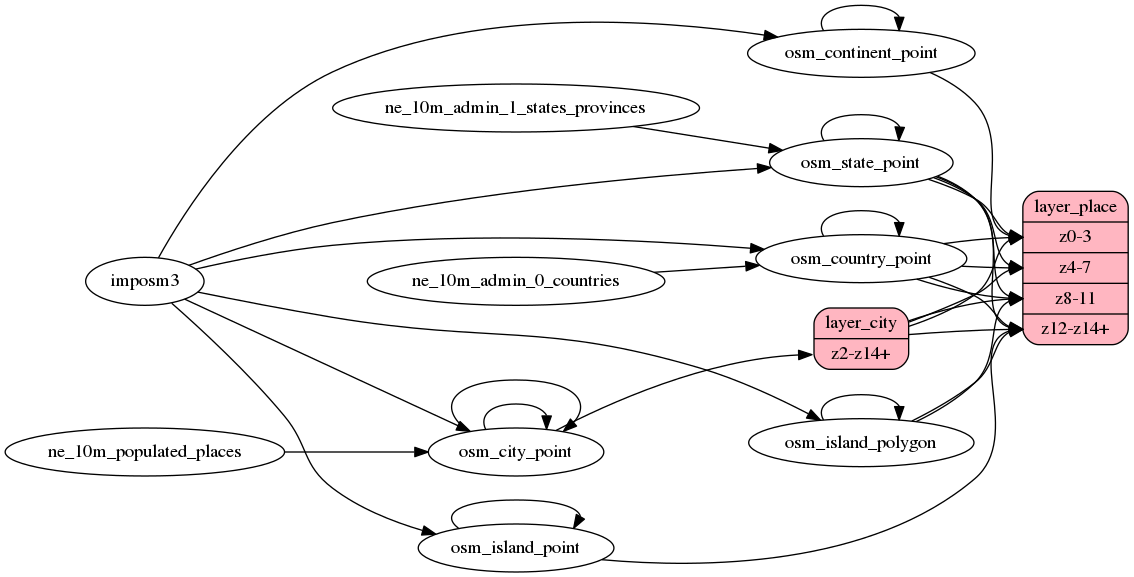 osm_continent_point
ne_10m_admin_1_states_provinces
osm_state_point
layer_place
z0-3
z4-7
z8-11
z12-z14+
osm_country_point
imposm3
ne_10m_admin_0_countries
layer_city
z2-z14+
osm_island_polygon
ne_10m_populated_places
osm_city_point
osm_island_point